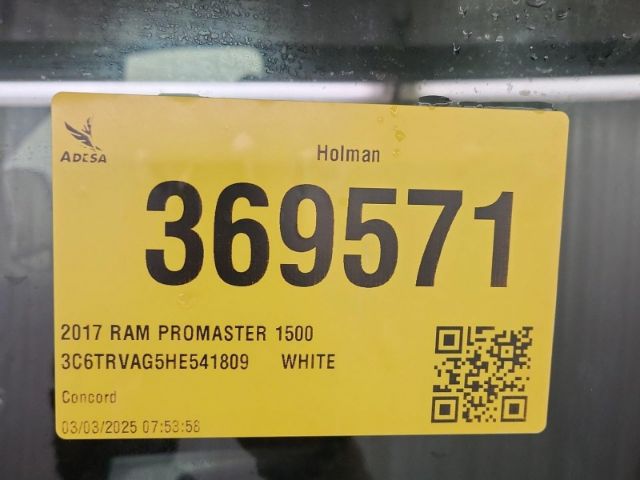 ADESA
Holman
369571
2017 RAM PROMASTER 1500
3C6TRVAG5HE541809 WHITE
Concord
03/03/2025 07:53:58